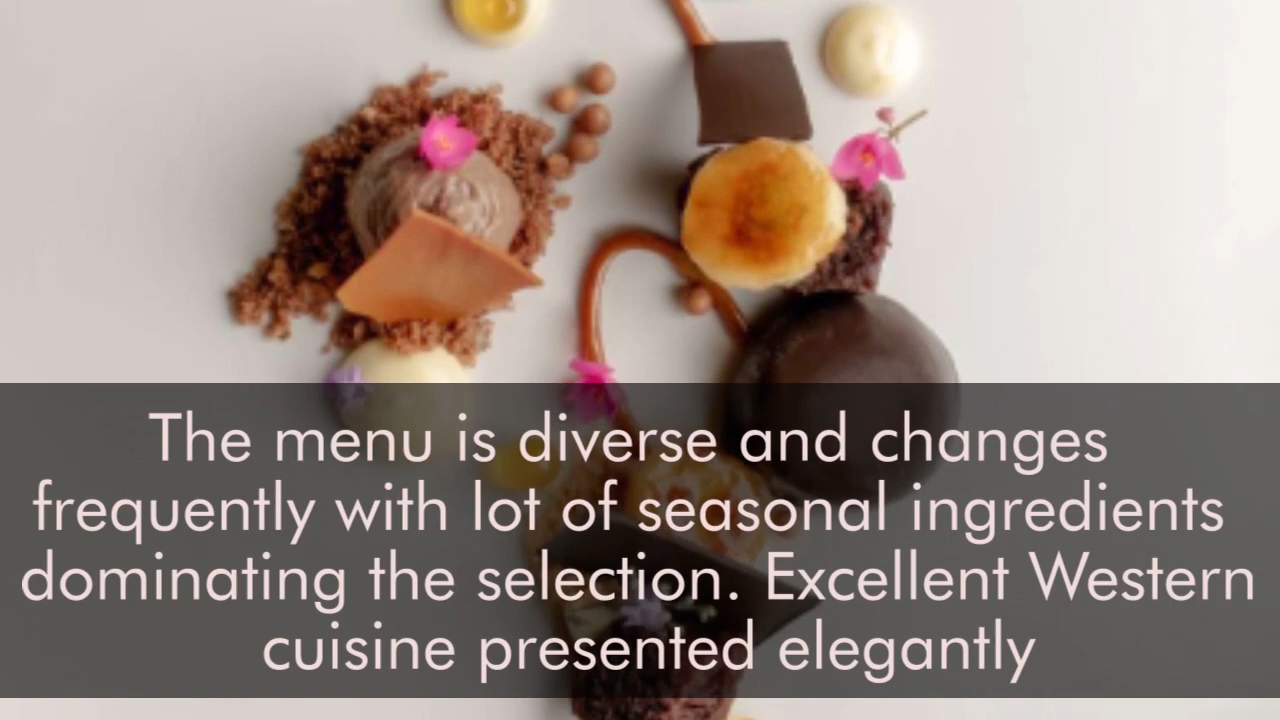 The menu is diverse and changes
frequently with lot of seasonal ingredients
dominating the selection. Excellent Western
cuisine presented elegantly